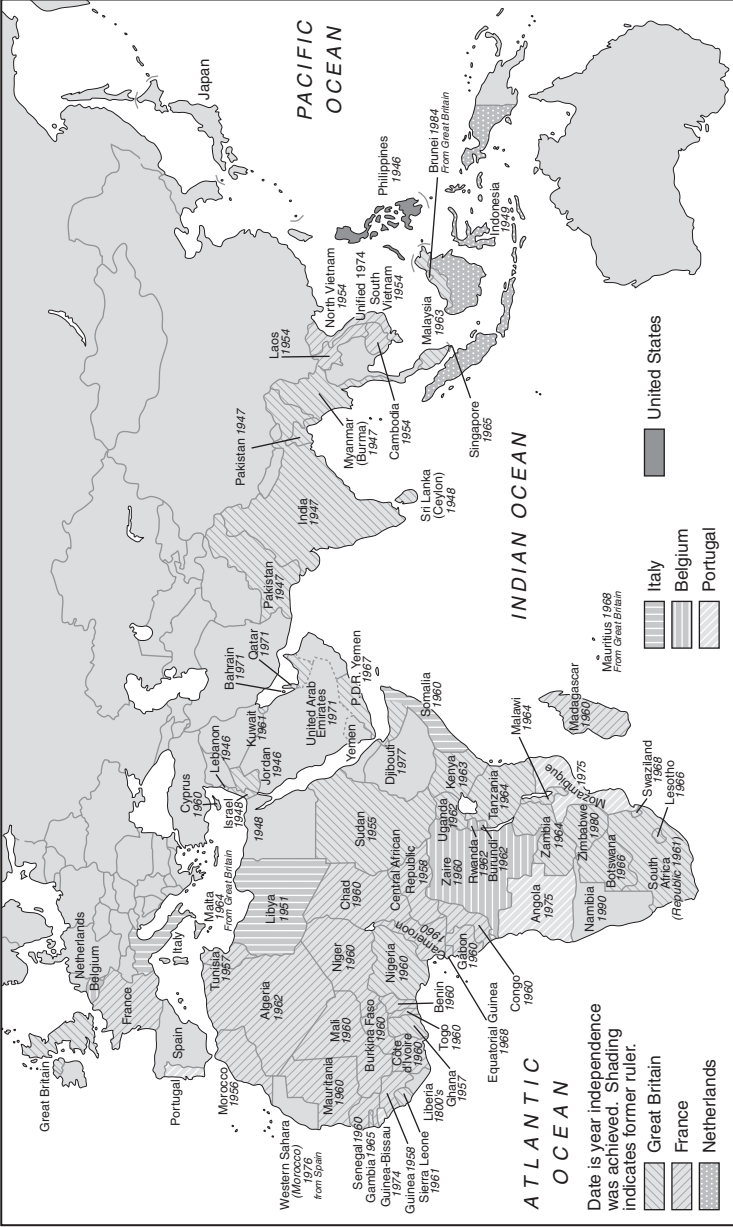 Great Britain
Netherlands
Belgium
France
Portugal
Spain
Italy
Malta
1964
From Great Britain
Cyprus
1960
Lebanon
1946
Israel
1948
1948
Jordan
1946
Kuwait
1961
Bahrain
1971
Qatar
1971
United Arab
Emirates
1971
Yemen
P.D.R. Yemen
1967
Pakistan
1947
India
1947
Pakistan 1947
Sri Lanka
(Ceylon)
1948
Myanmar
(Burma)
1947
Laos
1954
North Vietnam
1954
Unified 1974
South
Vietnam
1954
Cambodia
1954
Malaysia
1963
Singapore
1965
Philippines
1946
Brunei 1984
From Great Britain
Indonesia
1949
Japan
PACIFIC
OCEAN
INDIAN OCEAN
ATLANTIC
OCEAN
Morocco
1956
Tunisia
1957
Algeria
1962
Libya
1951
Western Sahara
(Morocco)
1976
from Spain
Mauritania
1960
Mali
1960
Niger
1960
Chad
1960
Sudan
1955
Djibouti
1977
Somalia
1960
Senegal 1960
Gambia 1965
Guinea-Bissau
1974
Guinea 1958
Sierra Leone
1961
Liberia
1800's
Côte
d'Ivoire
1960
Burkina Faso
1960
Ghana
1957
Togo
1960
Benin
1960
Nigeria
1960
Cameroon
1960
Central African
Republic
1958
Equatorial Guinea
1968
Gabon
1960
Congo
1960
Zaire
1960
Uganda
1962
Kenya
1963
Rwanda
1962
Burundi
1962
Tanzania
1964
Malawi
1964
Angola
1975
Zambia
1964
Mozambique
1975
Zimbabwe
1980
Namibia
1990
Botswana
1966
South
Africa
(Republic 1961)
Swaziland
1968
Lesotho
1966
Madagascar
1960
Mauritius 1968
From Great Britain
Date is year independence
was achieved. Shading
indicates former ruler.
Great Britain
France
Netherlands
Italy
Belgium
Portugal
United States